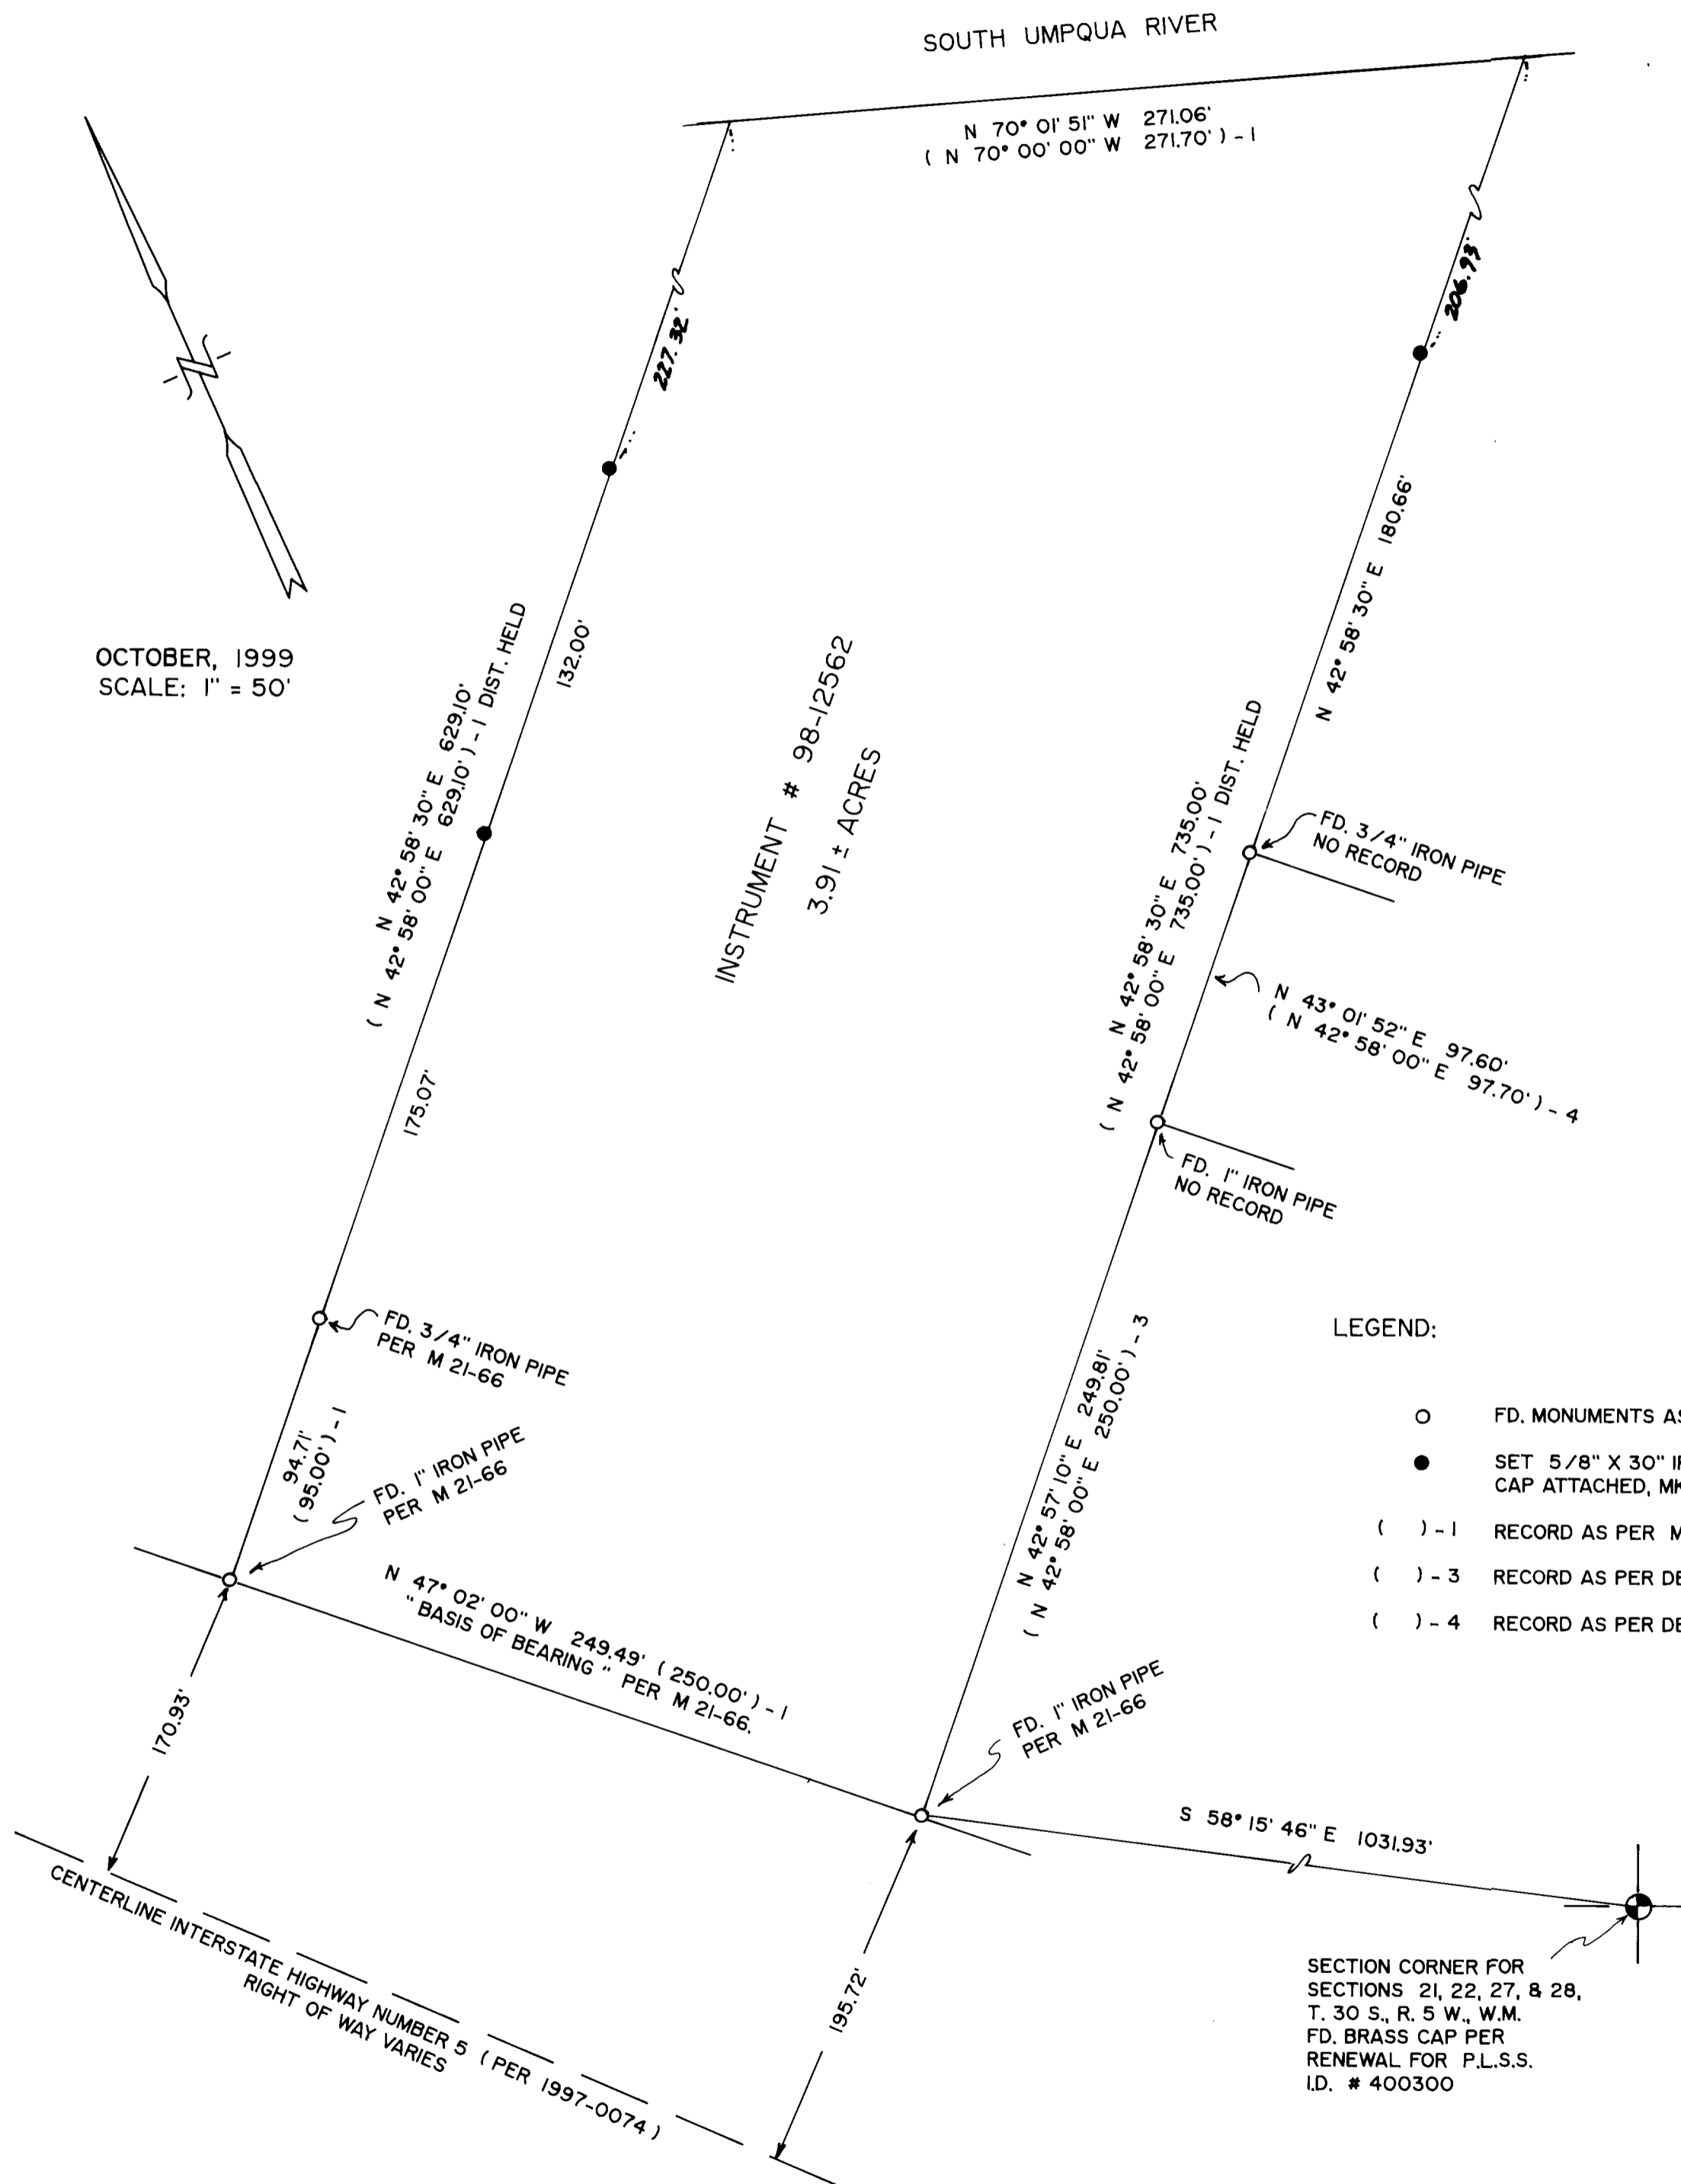 SOUTH UMPQUA RIVER
N 70° 01' 51" W 271.06'
( N 70° 00' 00" W 271.70' ) - 1
227.32'
206.93'
OCTOBER, 1999
SCALE: 1" = 50'
N 42° 58' 30" E 629.10'
( N 42° 58' 00" E 629.10' ) - 1 DIST. HELD
132.00'
175.07'
INSTRUMENT # 98-12562
3.91 ± ACRES
N 42° 58' 30" E 180.66'
N 42° 58' 30" E 735.00'
( N 42° 58' 00" E 735.00' ) - 1 DIST. HELD
FD. 3/4" IRON PIPE
NO RECORD
N 43° 01' 52" E 97.60'
( N 42° 58' 00" E 97.70' ) - 4
FD. 1" IRON PIPE
NO RECORD
FD. 3/4" IRON PIPE
PER M 21-66
94.71'
( 95.00' ) - 1
FD. 1" IRON PIPE
PER M 21-66
N 42° 57' 10" E 249.81'
( N 42° 58' 00" E 250.00' ) - 3
LEGEND:
FD. MONUMENTS AS
SET 5/8" X 30" I
CAP ATTACHED, MK
( ) - 1 RECORD AS PER M
( ) - 3 RECORD AS PER DE
( ) - 4 RECORD AS PER DE
N 47° 02' 00" W 249.49' ( 250.00' ) - 1
" BASIS OF BEARING " PER M 21-66.
FD. 1" IRON PIPE
PER M 21-66
170.93'
195.72'
S 58° 15' 46" E 1031.93'
CENTERLINE INTERSTATE HIGHWAY NUMBER 5 ( PER 1997-0074 )
RIGHT OF WAY VARIES
SECTION CORNER FOR
SECTIONS 21, 22, 27, & 28,
T. 30 S., R. 5 W., W.M.
FD. BRASS CAP PER
RENEWAL FOR P.L.S.S.
I.D. # 400300